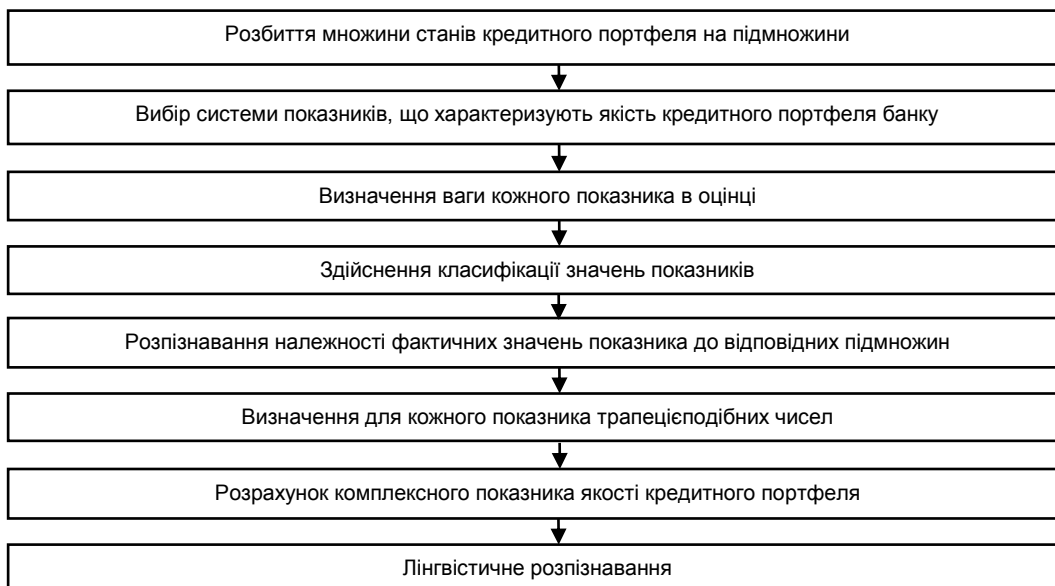 Розбиття множини станів кредитного портфеля на підмножини
Вибір системи показників, що характеризують якість кредитного портфеля банку
Визначення ваги кожного показника в оцінці
Здійснення класифікації значень показників
Розпізнавання належності фактичних значень показника до відповідних підмножин
Визначення для кожного показника трапецієподібних чисел
Розрахунок комплексного показника якості кредитного портфеля
Лінгвістичне розпізнавання